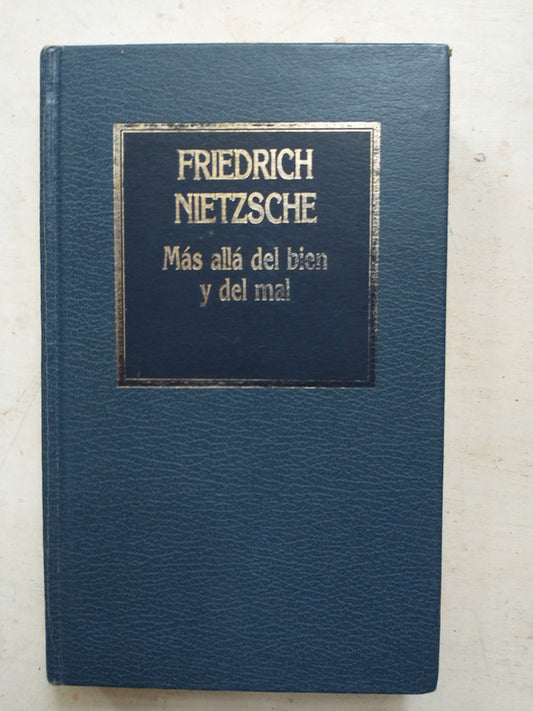 FRIEDRICH
NIETZSCHE
Más allá del bien
y del mal